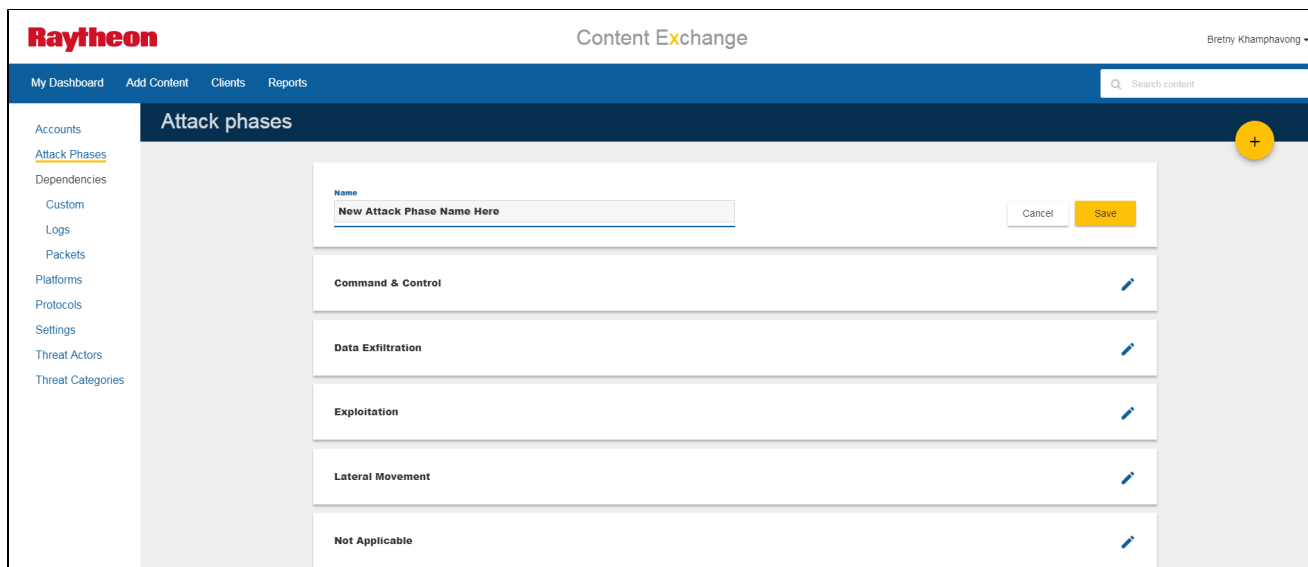 Raytheon
Content Exchange
Bretny Khamphavong
My Dashboard Add Content Clients Reports
Search content
Accounts
Attack Phases
Dependencies
Custom
Logs
Packets
Platforms
Protocols
Settings
Threat Actors
Threat Categories
Attack phases
+
Name
New Attack Phase Name Here
Cancel Save
Command & Control
Data Exfiltration
Exploitation
Lateral Movement
Not Applicable